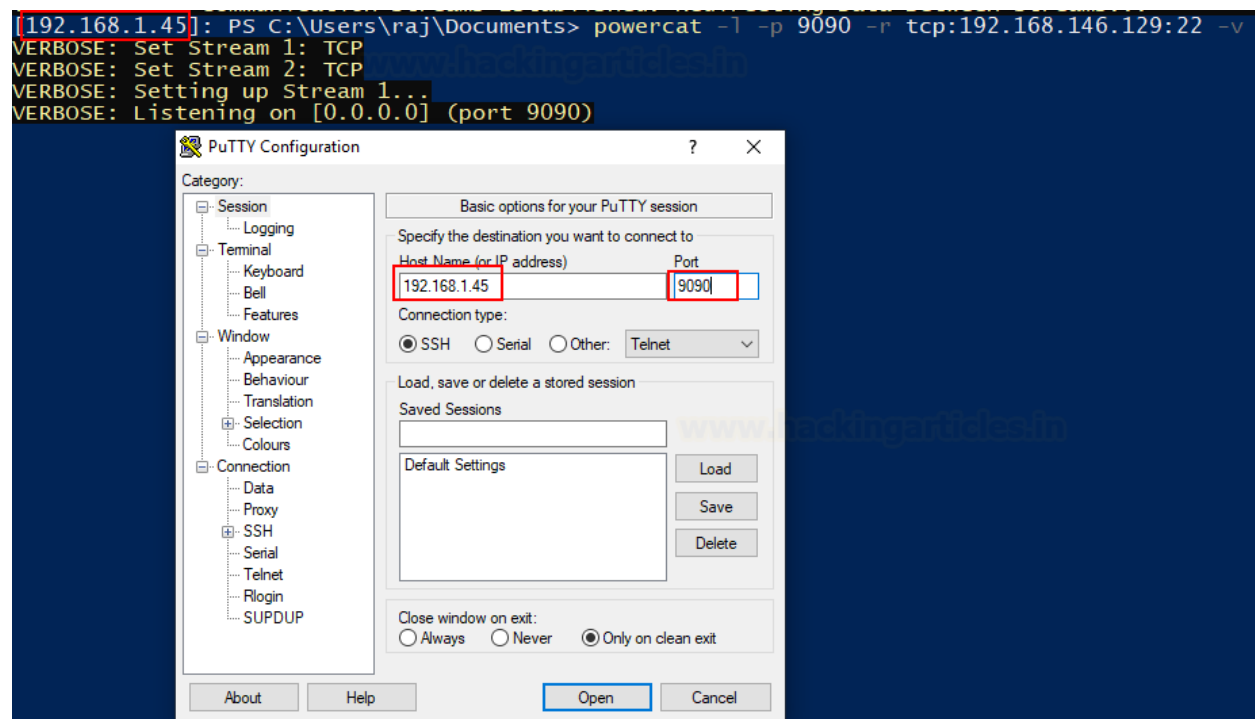 [192.168.1.45]: PS C:\Users\raj\Documents> powercat -l -p 9090 -r tcp:192.168.146.129:22 -v
VERBOSE: Set Stream 1: TCP
VERBOSE: Set Stream 2: TCP
www.hackingarticles.in
VERBOSE: Setting up Stream 1...
VERBOSE: Listening on [0.0.0.0] (port 9090)
PuTTY Configuration ? ×
Category:
Session
Logging
Terminal
Keyboard
Bell
Features
Window
Appearance
Behaviour
Translation
Selection
Colours
Connection
Data
Proxy
SSH
Serial
Telnet
Rlogin
SUPDUP
Basic options for your PuTTY session
Specify the destination you want to connect to
Host Name (or IP address) Port
192.168.1.45 9090
Connection type:
SSH Serial Other: Telnet
Load, save or delete a stored session
Saved Sessions
Default Settings
Load
Save
Delete
www.hackingarticles.in
Close window on exit:
Always Never Only on clean exit
About Help Open Cancel